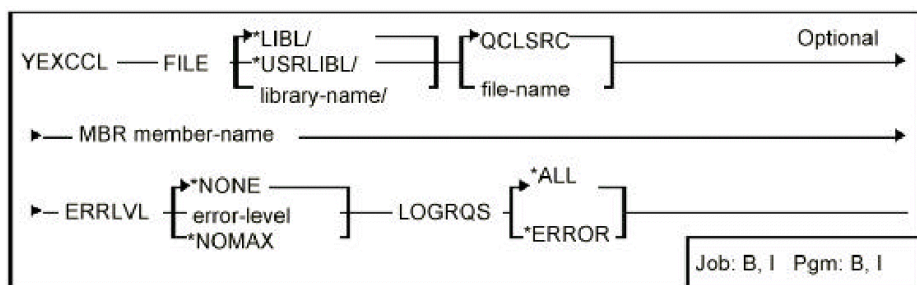 *LIBL/
*QCLSRC
Optional
YEXCCL FILE *USRLIBL/
library-name/
file-name
MBR member-name
*NONE
*ALL
ERRLVL error-level LOGRQS
*NOMAX
*ERROR
Job: B, I Pgm: B, I